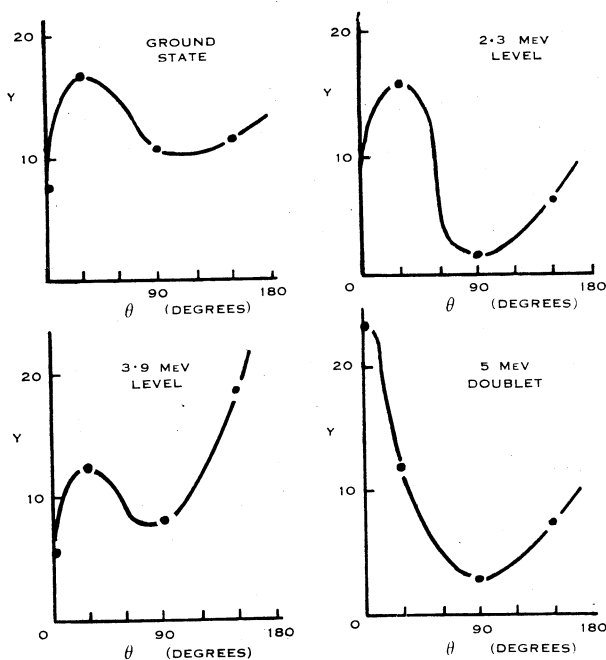 20
10
Y
GROUND
STATE
90
180
θ (DEGREES)
20
10
Y
2·3 MEV
LEVEL
0
90
180
θ (DEGREES)
20
10
Y
3·9 MEV
LEVEL
0
90
180
θ (DEGREES)
20
10
Y
5 MEV
DOUBLET
0
90
180
θ (DEGREES)
0